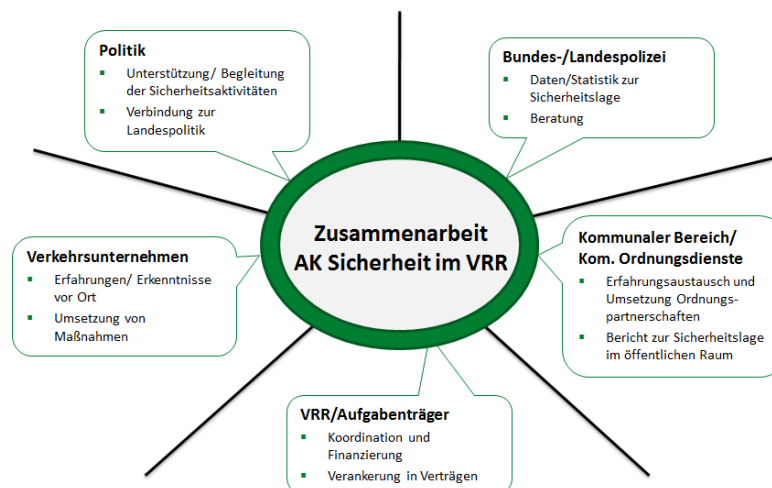 Politik
▪ Unterstützung/ Begleitung
der Sicherheitsaktivitäten
▪ Verbindung zur
Landespolitik
Bundes-/Landespolizei
▪ Daten/Statistik zur
Sicherheitslage
▪ Beratung
Zusammenarbeit
AK Sicherheit im VRR
Verkehrsunternehmen
▪ Erfahrungen/ Erkenntnisse
vor Ort
▪ Umsetzung von
Maßnahmen
Kommunaler Bereich/
Kom. Ordnungsdienste
▪ Erfahrungsaustausch und
Umsetzung Ordnungs-
partnerschaften
▪ Bericht zur Sicherheitslage
im öffentlichen Raum
VRR/Aufgabenträger
▪ Koordination und
Finanzierung
▪ Verankerung in Verträgen